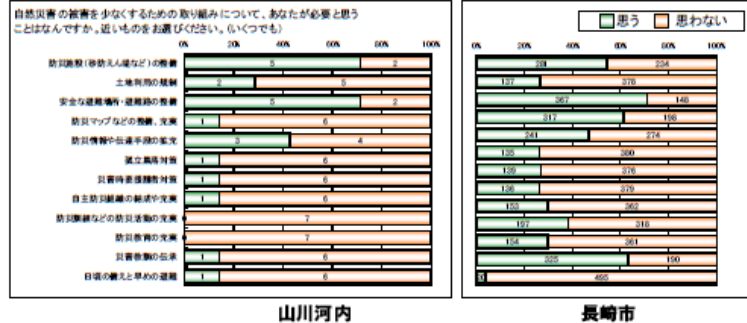 自然災害の被害を少なくするための取り組みについて、あなたが必要と思う
ことはなんですか。近いものをお選びください。(いくつでも)
思う 思わない
0% 20% 40% 60% 80% 100%
0% 20% 40% 60% 80% 100%
防災施設(砂防えん堤など)の整備 5 2 281 234
土地利用の規制 2 5 137 378
安全な避難場所・避難路の整備 5 2 367 148
防災マップなどの整備、充実 1 6 317 198
防災情報や伝達手段の拡充 3 4 241 274
孤立集落対策 1 6 135 380
災害時要援護者対策 1 6 139 376
自主防災組織の結成や充実 1 6 136 379
防災訓練などの防災活動の充実 7 153 362
防災教育の充実 7 197 318
災害教訓の伝承 1 6 154 361
日頃の備えと早めの避難 1 6 325 190
495
山川河内
長崎市